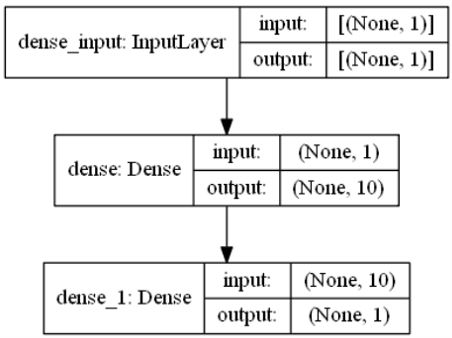 dense_input: InputLayer
input: [(None, 1)]
output: [(None, 1)]
dense: Dense
input: (None, 1)
output: (None, 10)
dense_1: Dense
input: (None, 10)
output: (None, 1)